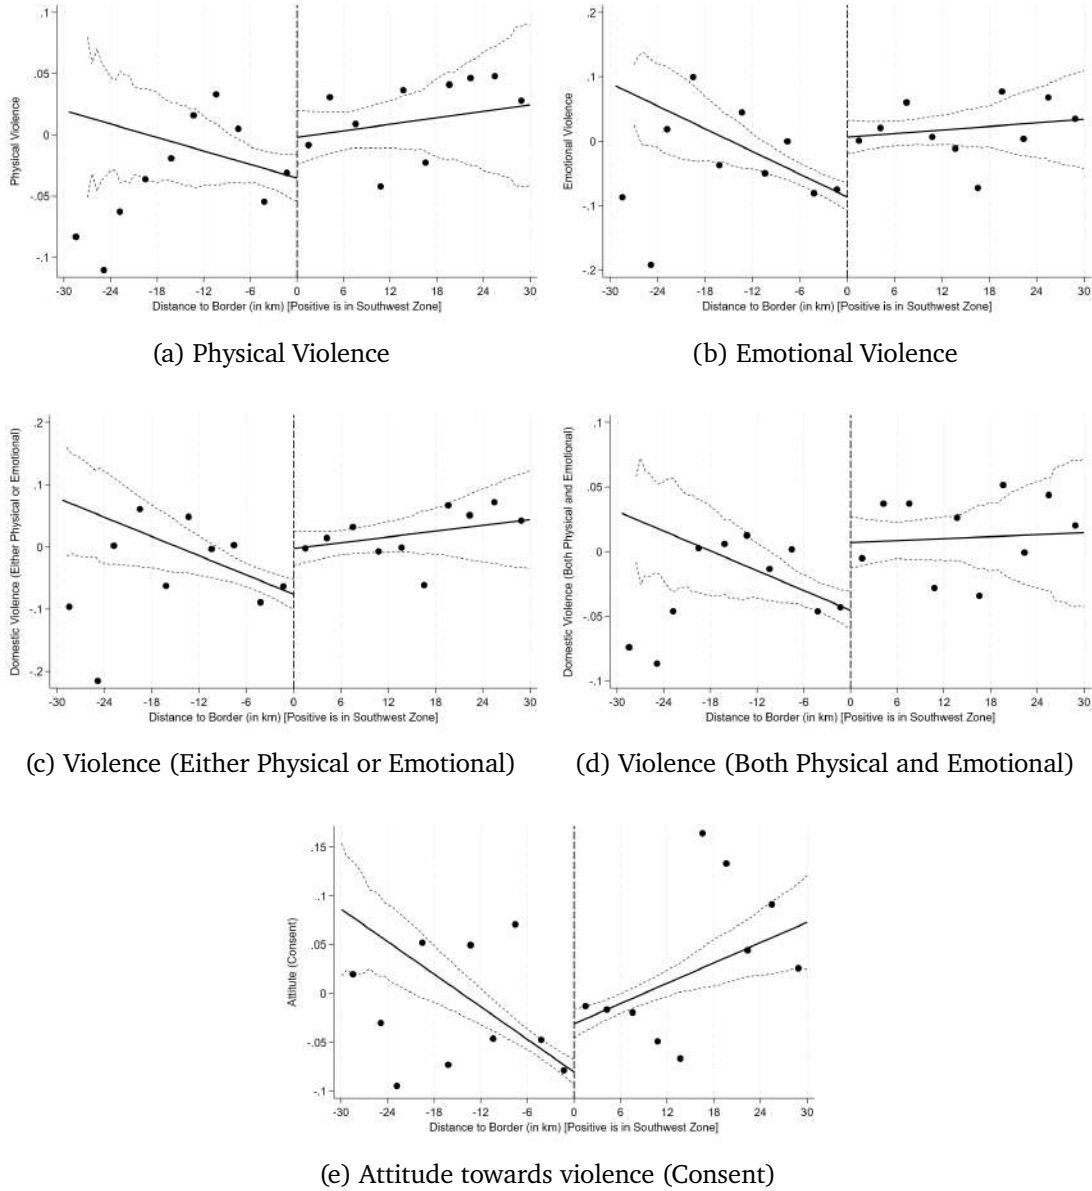 .1
.05
0
-.05
-.1
Physical Violence
-30 -24 -18 -12 -6 0 6 12 18 24 30
Distance to Border (in km) [Positive is in Southwest Zone]
(a) Physical Violence
.2
.1
0
-.1
-.2
Emotional Violence
-30 -24 -18 -12 -6 0 6 12 18 24 30
Distance to Border (in km) [Positive is in Southwest Zone]
(b) Emotional Violence
.2
.1
0
-.1
-.2
Domestic Violence (Either Physical or Emotional)
-30 -24 -18 -12 -6 0 6 12 18 24 30
Distance to Border (in km) [Positive is in Southwest Zone]
(c) Violence (Either Physical or Emotional)
.1
.05
0
-.05
-.1
Domestic Violence (Both Physical and Emotional)
-30 -24 -18 -12 -6 0 6 12 18 24 30
Distance to Border (in km) [Positive is in Southwest Zone]
(d) Violence (Both Physical and Emotional)
.15
.1
.05
0
-.05
-.1
Attitute (Consent)
-30 -24 -18 -12 -6 0 6 12 18 24 30
Distance to Border (in km) [Positive is in Southwest Zone]
(e) Attitude towards violence (Consent)